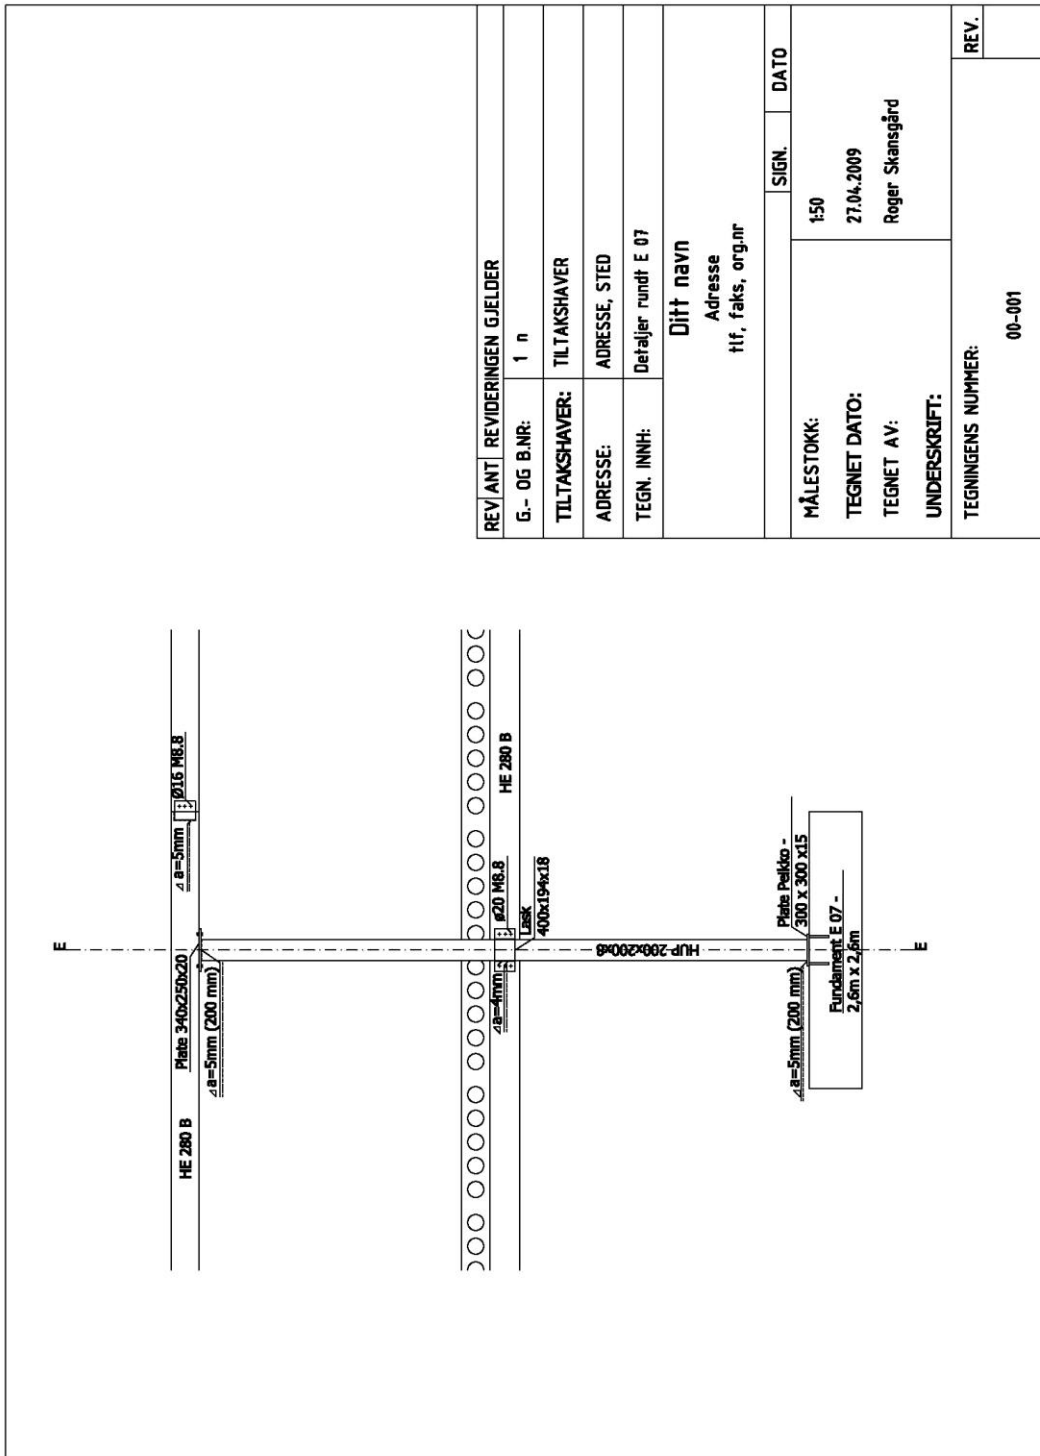 E
Plate 340x250x20
HE 280 B
a=5mm (200 mm)
a=5mm
Ø16 M8.8
HE 280 B
a=4mm
ø20 M8.8
Lask
400x194x18
HUP 200x200x8
a=5mm (200 mm)
Plate Peikko -
300 x 300 x15
Fundament E 07 -
2,6m x 2,6m
E
REV ANT REVIDERINGEN GJELDER
G.- OG B.NR: 1 n
TILTAKSHAVER: TILTAKSHAVER
ADRESSE: ADRESSE, STED
TEGN. INNH: Detaljer rundt E 07
Ditt navn
Adresse
tlf, faks, org.nr
SIGN. DATO
MÅLESTOKK: 1:50
TEGNET DATO: 27.04.2009
TEGNET AV: Roger Skansgård
UNDERSKRIFT:
TEGNINGENS NUMMER: REV.
00-001